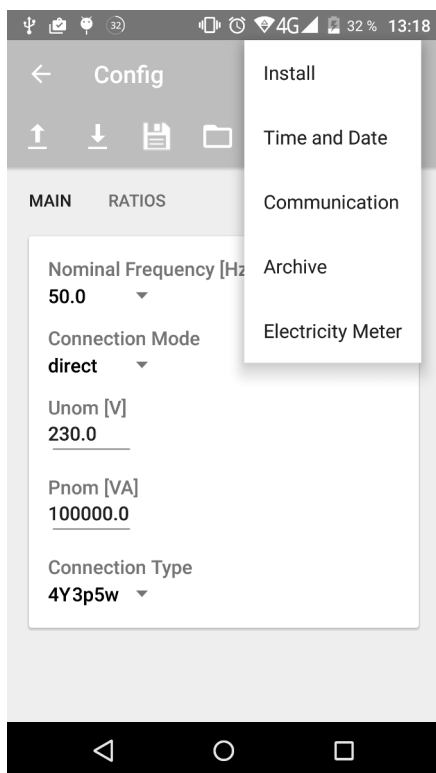 32 4G 32 % 13:18
Config
Install
Time and Date
Communication
Archive
Electricity Meter
MAIN RATIOS
Nominal Frequency [Hz
50.0
Connection Mode
direct
Unom [V]
230.0
Pnom [VA]
100000.0
Connection Type
4Y3p5w